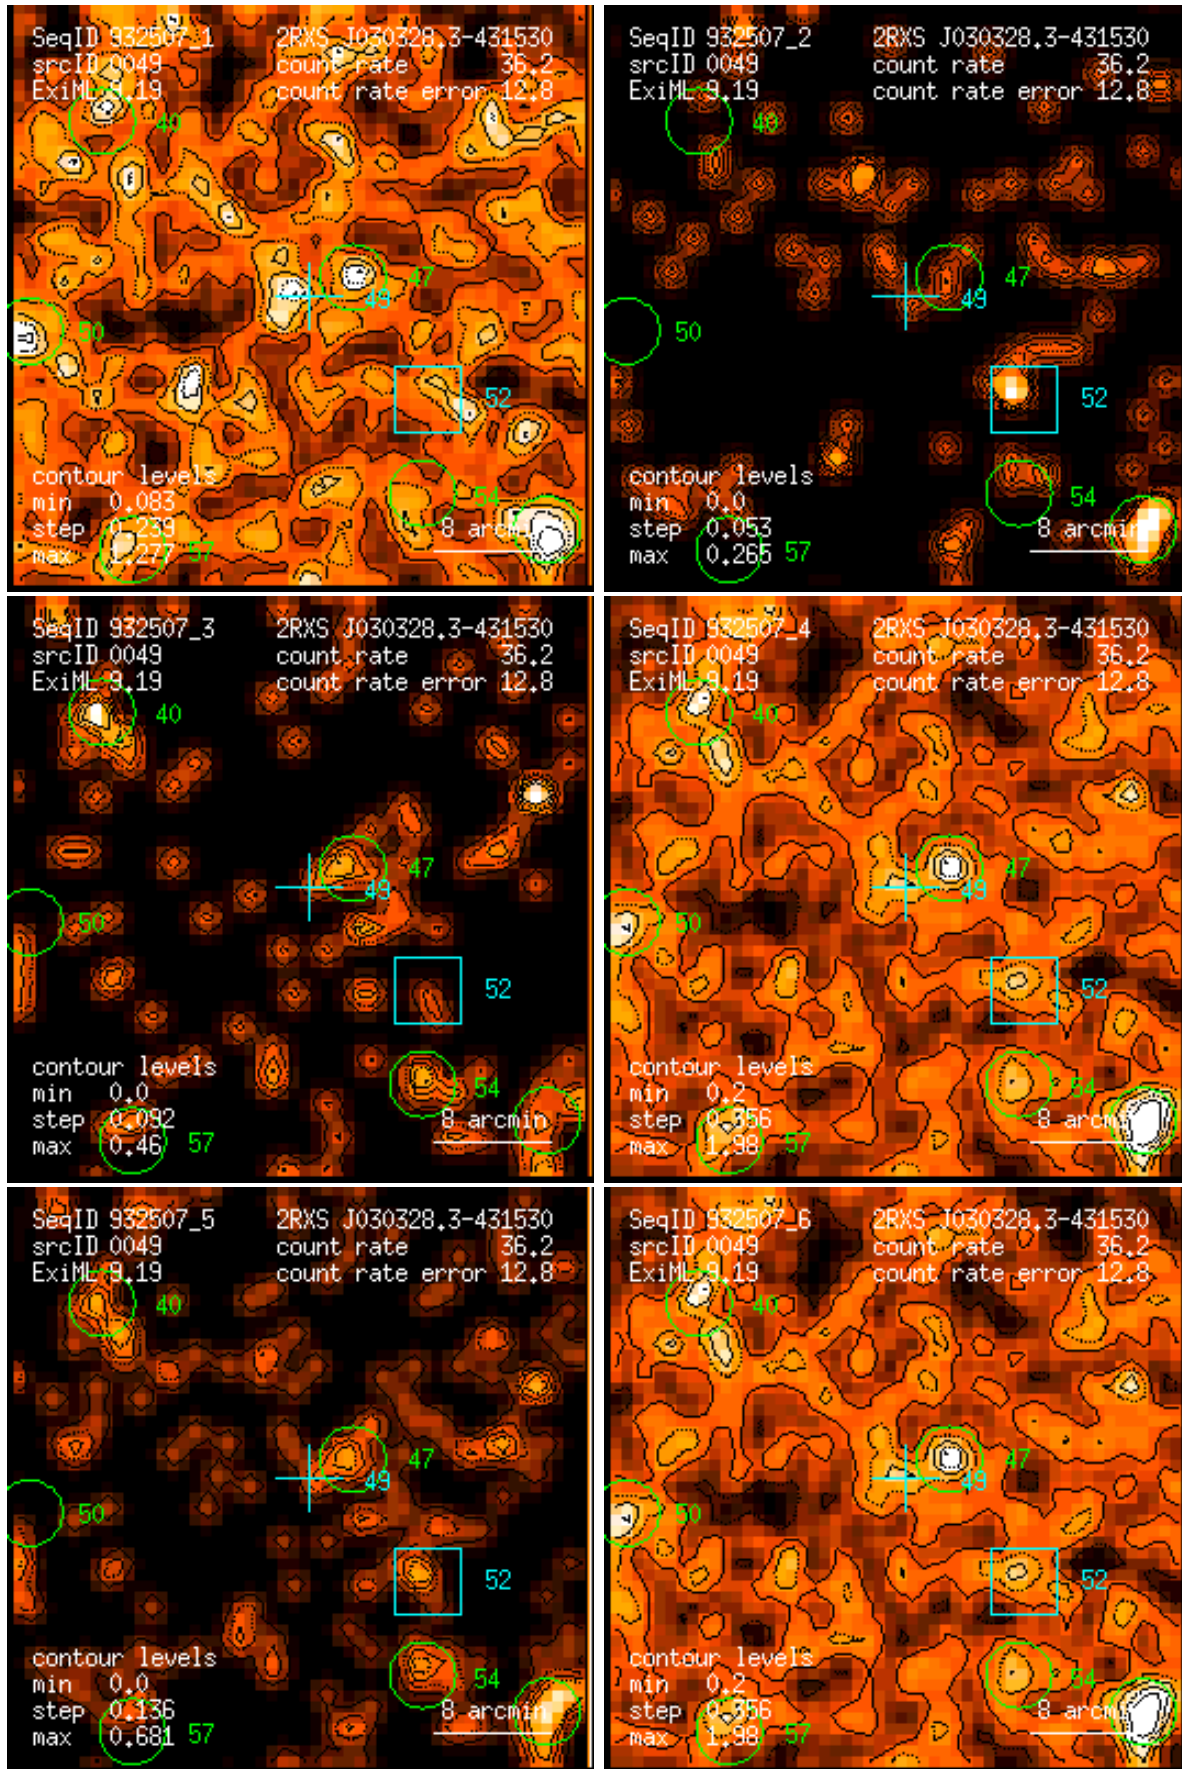 SeqID 932507_1 2RXS J030328.3-431530
srcID 0049 count rate 36.2
ExiML 9.19 count rate error 12.8
40
47
49
50
52
contour levels
min 0.083
54
step 0.239 8 arcmin
max 1.277 57
SeqID 932507_2 2RXS J030328.3-431530
srcID 0049 count rate 36.2
ExiML 9.19 count rate error 12.8
40
47
49
50
52
contour levels
min 0.0 54
step 0.053 8 arcmin
max 0.265 57
SeqID 932507_3 2RXS J030328.3-431530
srcID 0049 count rate 36.2
ExiML 9.19 count rate error 12.8
40
47
49
50
52
contour levels
min 0.0 54
step 0.092 8 arcmin
max 0.46 57
SeqID 932507_4 2RXS J030328.3-431530
srcID 0049 count rate 36.2
ExiML 9.19 count rate error 12.8
40
47
49
50
52
contour levels
min 0.2 54
step 0.356 8 arcmin
max 1.98 57
SeqID 932507_5 2RXS J030328.3-431530
srcID 0049 count rate 36.2
ExiML 9.19 count rate error 12.8
40
47
49
50
52
contour levels
min 0.0 54
step 0.136 8 arcmin
max 0.681 57
SeqID 932507_6 2RXS J030328.3-431530
srcID 0049 count rate 36.2
ExiML 9.19 count rate error 12.8
40
47
49
50
52
contour levels
min 0.2 54
step 0.356 8 arcmin
max 1.98 57